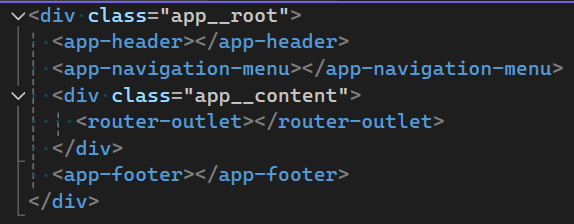 <div class="app__root">
  <app-header></app-header>
  <app-navigation-menu></app-navigation-menu>
  <div class="app__content">
    <router-outlet></router-outlet>
  </div>
  <app-footer></app-footer>
</div>